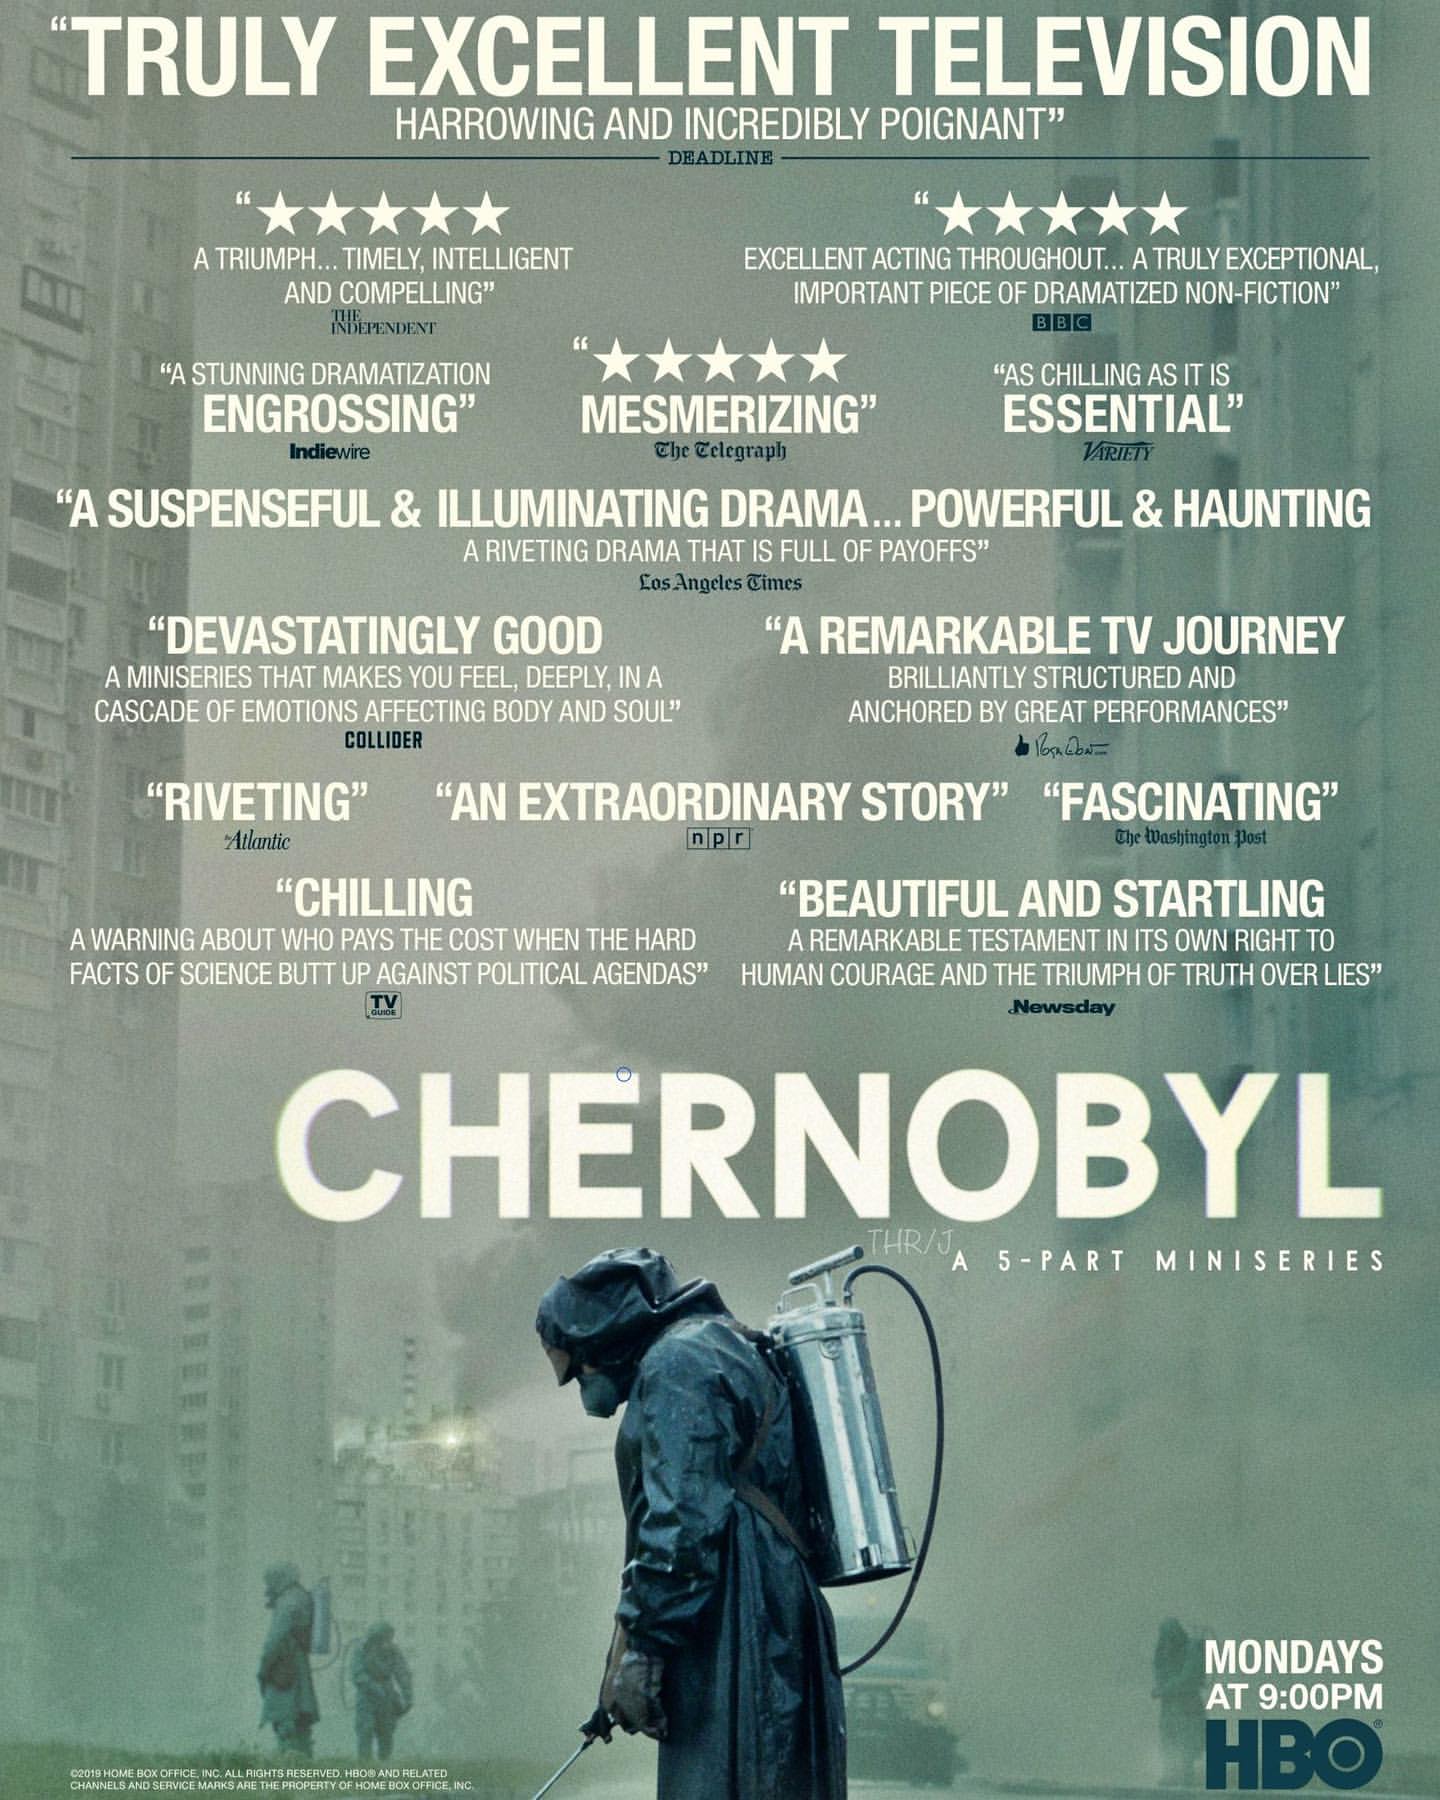 “TRULY EXCELLENT TELEVISION
HARROWING AND INCREDIBLY POIGNANT”
DEADLINE
“★★★★★
A TRIUMPH... TIMELY, INTELLIGENT
AND COMPELLING”
THE
INDEPENDENT
“★★★★★
EXCELLENT ACTING THROUGHOUT... A TRULY EXCEPTIONAL,
IMPORTANT PIECE OF DRAMATIZED NON-FICTION”
BBC
“A STUNNING DRAMATIZATION
ENGROSSING”
Indiewire
“★★★★★
MESMERIZING”
The Telegraph
“AS CHILLING AS IT IS
ESSENTIAL”
VARIETY
“A SUSPENSEFUL & ILLUMINATING DRAMA... POWERFUL & HAUNTING
A RIVETING DRAMA THAT IS FULL OF PAYOFFS”
Los Angeles Times
“DEVASTATINGLY GOOD
A MINISERIES THAT MAKES YOU FEEL, DEEPLY, IN A
CASCADE OF EMOTIONS AFFECTING BODY AND SOUL”
COLLIDER
“A REMARKABLE TV JOURNEY
BRILLIANTLY STRUCTURED AND
ANCHORED BY GREAT PERFORMANCES”
“RIVETING”
The Atlantic
“AN EXTRAORDINARY STORY”
npr
“FASCINATING”
The Washington Post
“CHILLING
A WARNING ABOUT WHO PAYS THE COST WHEN THE HARD
FACTS OF SCIENCE BUTT UP AGAINST POLITICAL AGENDAS”
TV
GUIDE
“BEAUTIFUL AND STARTLING
A REMARKABLE TESTAMENT IN ITS OWN RIGHT TO
HUMAN COURAGE AND THE TRIUMPH OF TRUTH OVER LIES”
Newsday
CHERNOBYL
THR/J
A 5-PART MINISERIES
MONDAYS
AT 9:00PM
HBO®
©2019 HOME BOX OFFICE, INC. ALL RIGHTS RESERVED. HBO® AND RELATED
CHANNELS AND SERVICE MARKS ARE THE PROPERTY OF HOME BOX OFFICE, INC.